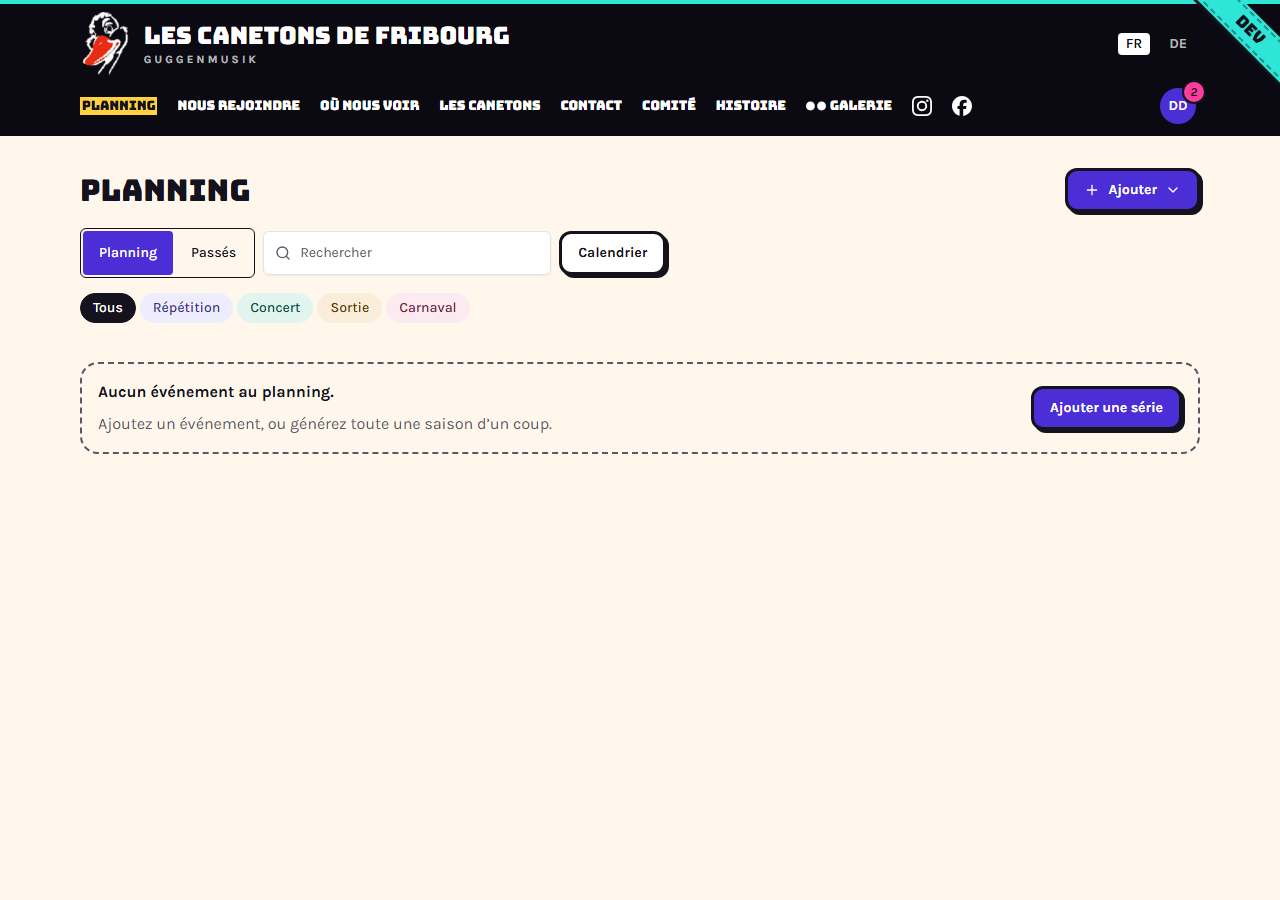 LES CANETONS DE FRIBOURG
GUGGENMUSIK
FR DE
DEV
PLANNING NOUS REJOINDRE OÙ NOUS VOIR LES CANETONS CONTACT COMITÉ HISTOIRE GALERIE
DD 2
PLANNING
Ajouter
Planning Passés Rechercher Calendrier
Tous Répétition Concert Sortie Carnaval
Aucun événement au planning.
Ajoutez un événement, ou générez toute une saison d’un coup.
Ajouter une série